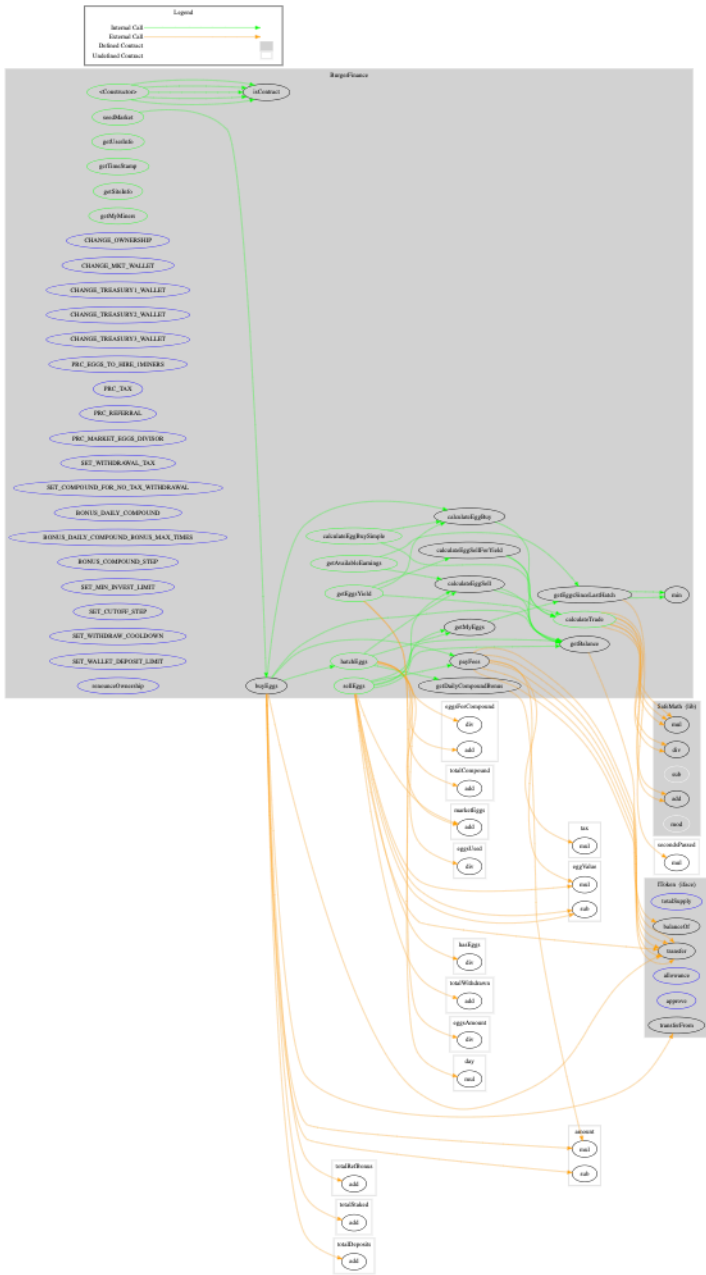 Legend
Internal Call
External Call
Defined Contract
Undefined Contract
BurgerFinance
<Constructor>
isContract
seedMarket
getUserInfo
getTimeStamp
getSiteInfo
getMyMiners
CHANGE_OWNERSHIP
CHANGE_MKT_WALLET
CHANGE_TREASURY1_WALLET
CHANGE_TREASURY2_WALLET
CHANGE_TREASURY3_WALLET
PRC_EGGS_TO_HIRE_1MINERS
PRC_TAX
PRC_REFERRAL
PRC_MARKET_EGGS_DIVISOR
SET_WITHDRAWAL_TAX
SET_COMPOUND_FOR_NO_TAX_WITHDRAWAL
BONUS_DAILY_COMPOUND
BONUS_DAILY_COMPOUND_BONUS_MAX_TIMES
BONUS_COMPOUND_STEP
SET_MIN_INVEST_LIMIT
SET_CUTOFF_STEP
SET_WITHDRAW_COOLDOWN
SET_WALLET_DEPOSIT_LIMIT
renounceOwnership
calculateEggBuy
calculateEggBuySimple
calculateEggSellForYield
getAvailableEarnings
calculateEggSell
getEggsYield
getEggsSinceLastHatch
min
calculateTrade
getMyEggs
getBalance
hatchEggs
payFees
buyEggs
sellEggs
getDailyCompoundBonus
eggsForCompound
div
add
totalCompound
add
marketEggs
add
eggsUsed
div
hasEggs
div
totalWithdrawn
add
eggsAmount
div
day
mul
tax
mul
eggValue
mul
sub
SafeMath (lib)
mul
div
sub
add
mod
secondsPassed
mul
IToken (iface)
totalSupply
balanceOf
transfer
allowance
approve
transferFrom
amount
mul
sub
totalRefBonus
add
totalStaked
add
totalDeposits
add